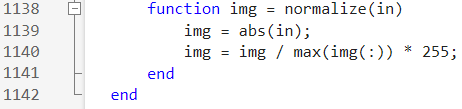 1138 function img = normalize(in)
1139 img = abs(in);
1140 img = img / max(img(:)) * 255;
1141 end
1142 end